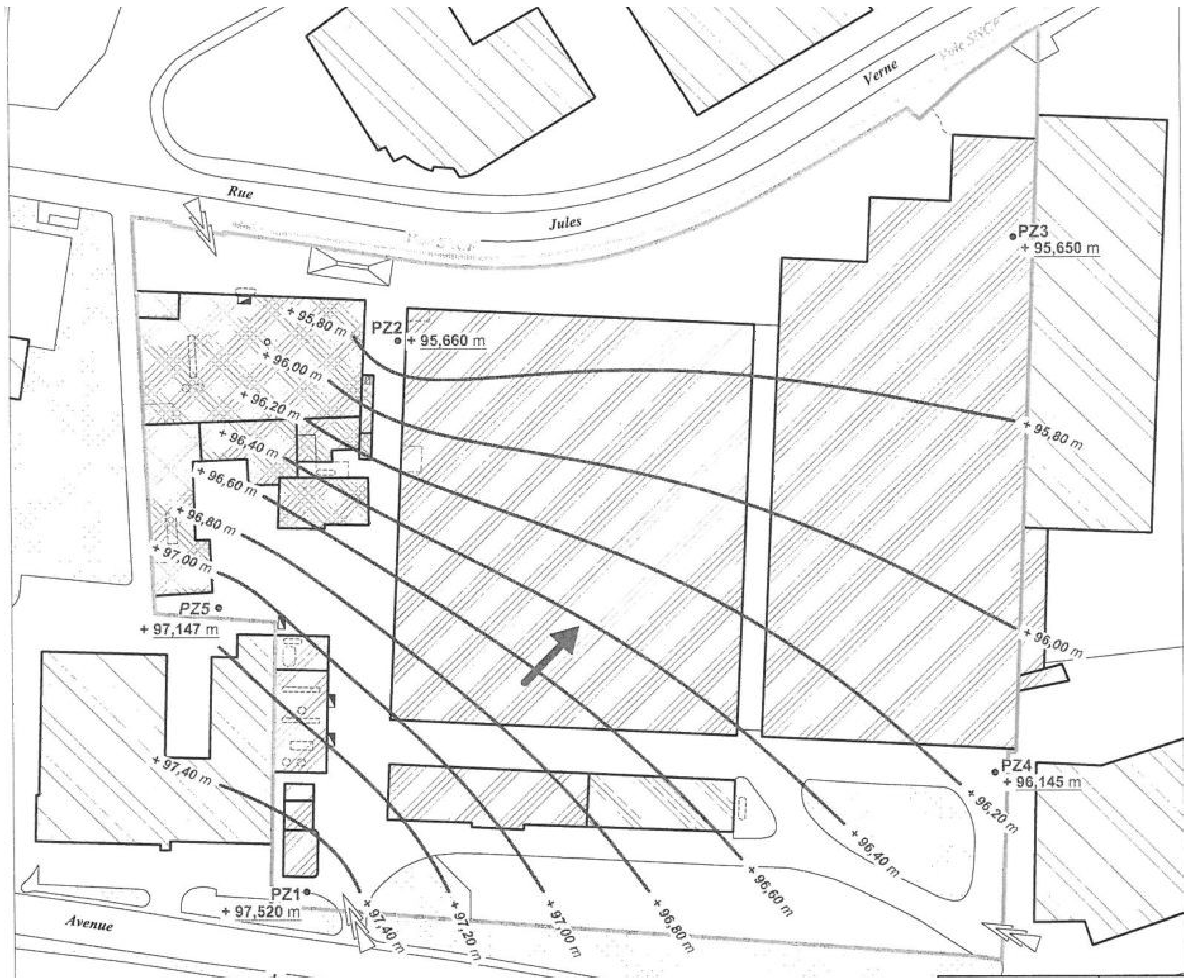 Verne
Voie SNCF
Rue
Jules
PZ3
+ 95,650 m
+ 95,80 m
PZ2
+ 95,660 m
+ 96,00 m
+ 96,20 m
+ 96,40 m
+ 95,80 m
+ 96,60 m
+ 96,80 m
+ 97,00 m
PZ5
+ 97,147 m
+ 96,00 m
+ 97,40 m
PZ4
+ 96,145 m
+ 96,20 m
+ 96,40 m
+ 96,60 m
PZ1
+ 97,520 m
+ 97,40 m
+ 97,20 m
+ 97,00 m
+ 96,80 m
Avenue